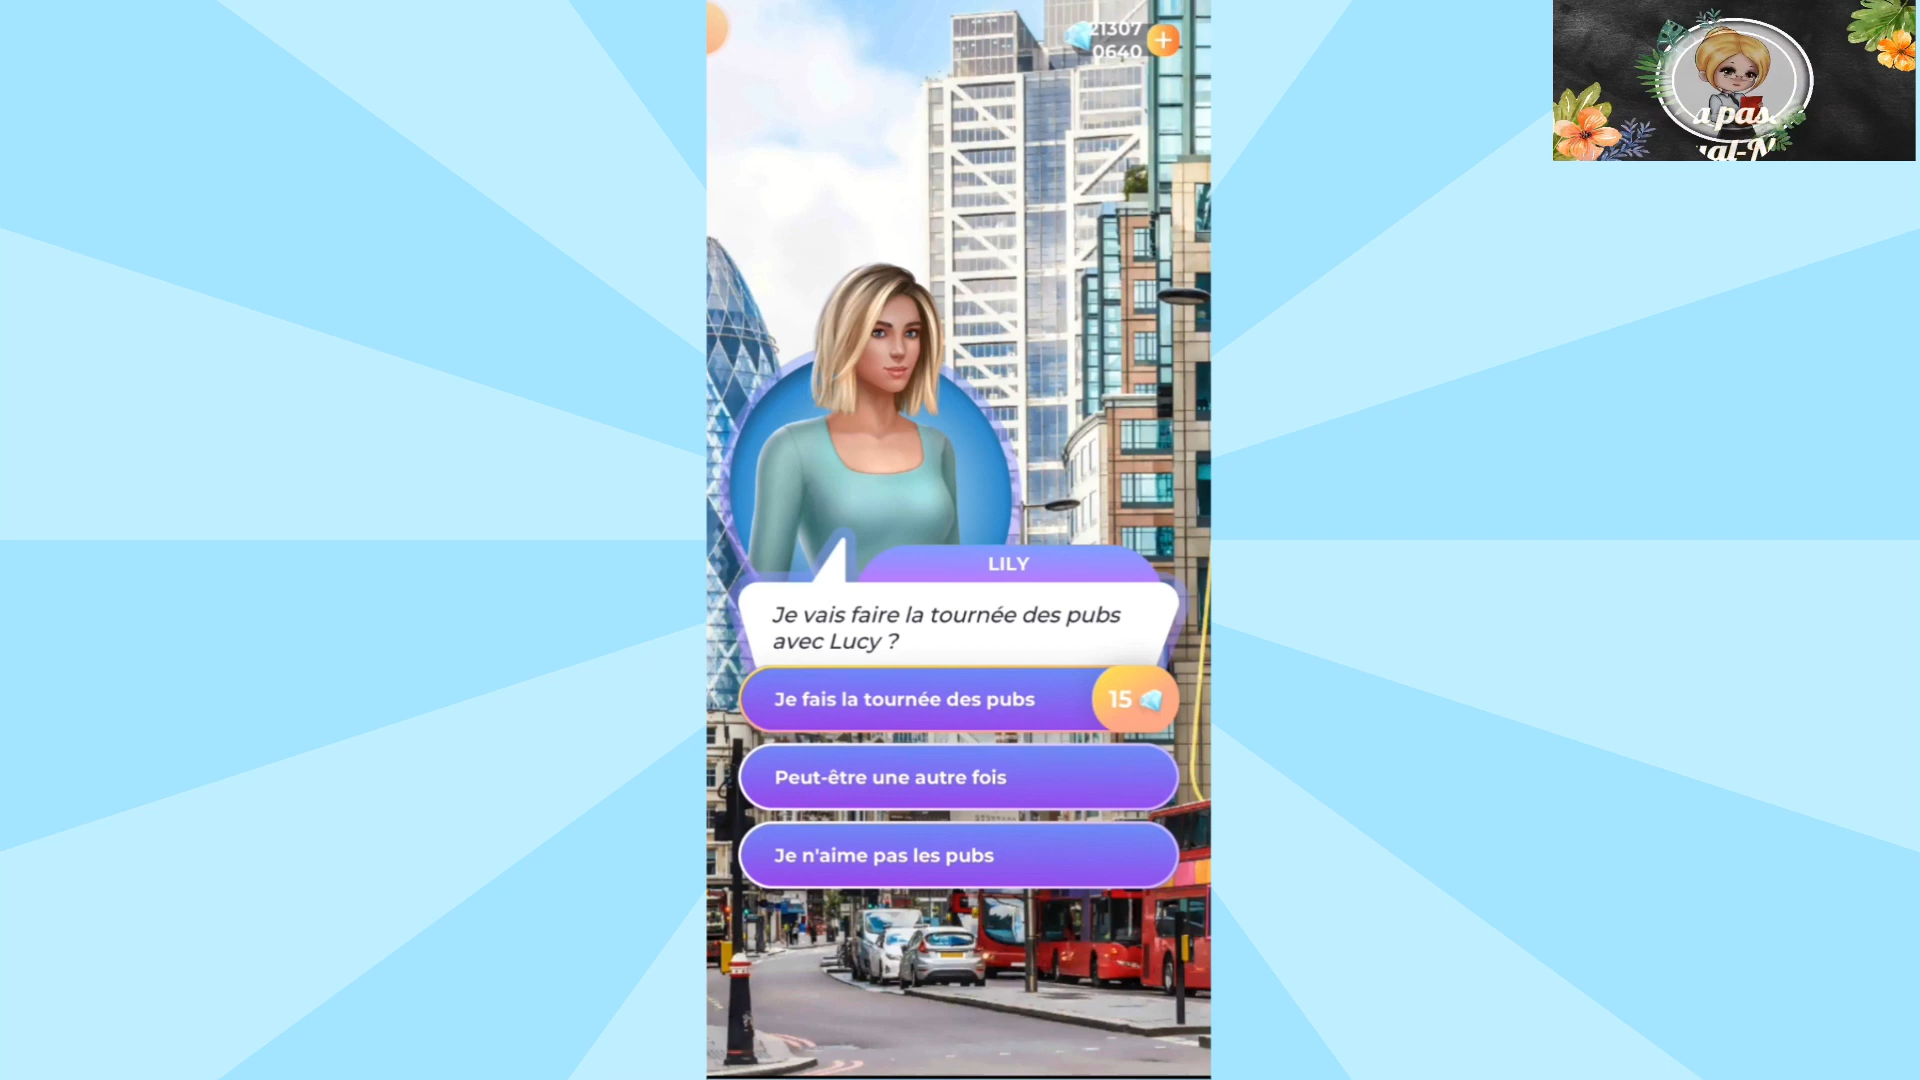 21307
0640
LILY
Je vais faire la tournée des pubs
avec Lucy ?
Je fais la tournée des pubs
15
Peut-être une autre fois
Je n'aime pas les pubs
a pas